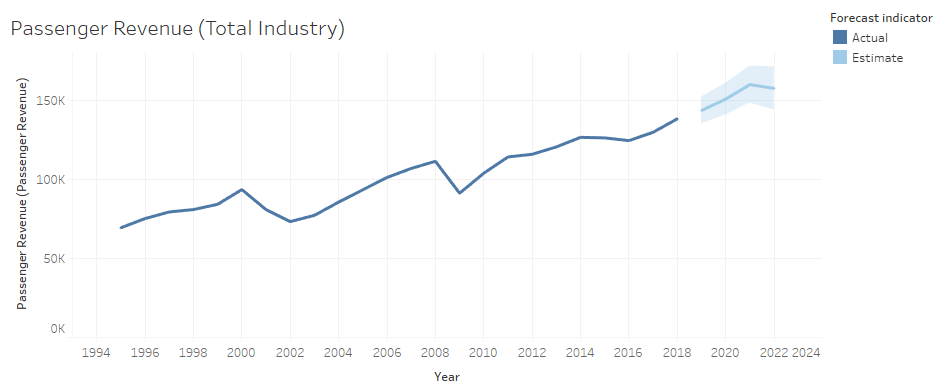 Passenger Revenue (Total Industry)
Forecast indicator
Actual
Estimate
Passenger Revenue (Passenger Revenue)
150K
100K
50K
0K
1994 1996 1998 2000 2002 2004 2006 2008 2010 2012 2014 2016 2018 2020 2022 2024
Year